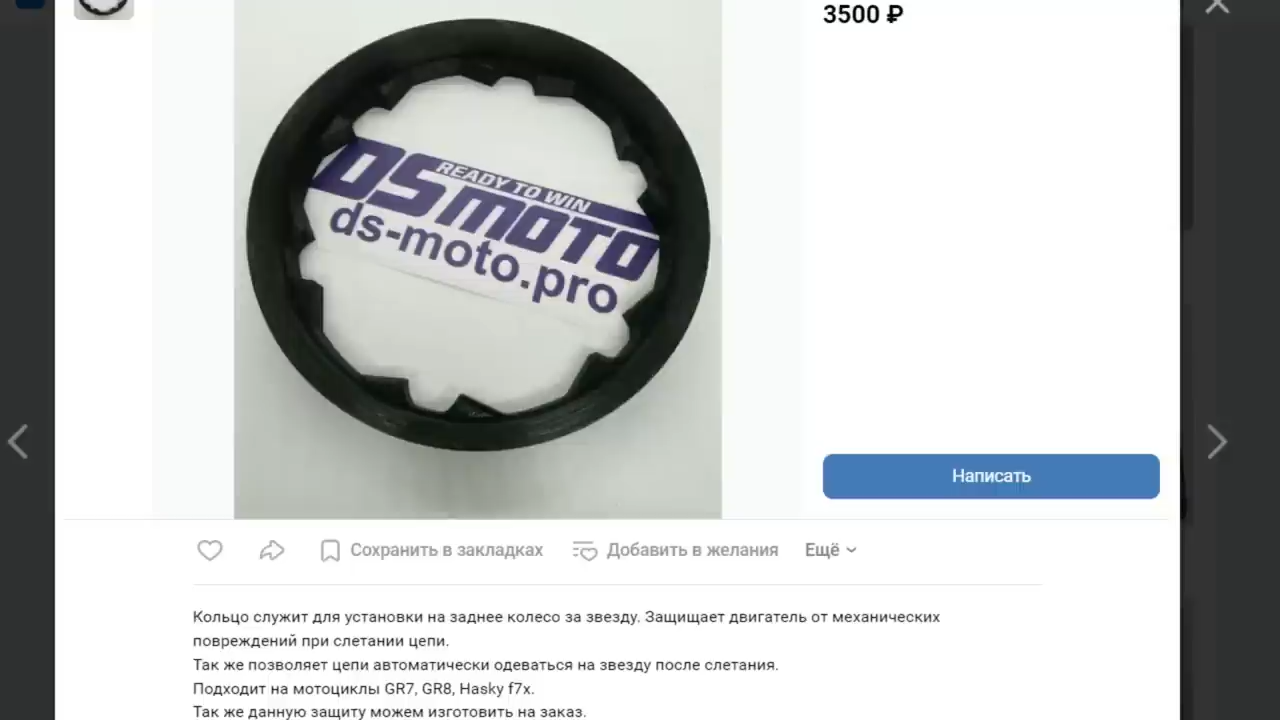 3500 ₽
READY TO WIN
DSMOTO
ds-moto.pro
Написать
Сохранить в закладках
Добавить в желания
Ещё
Кольцо служит для установки на заднее колесо за звезду. Защищает двигатель от механических
повреждений при слетании цепи.
Так же позволяет цепи автоматически одеваться на звезду после слетания.
Подходит на мотоциклы GR7, GR8, Hasky f7x.
Так же данную защиту можем изготовить на заказ.